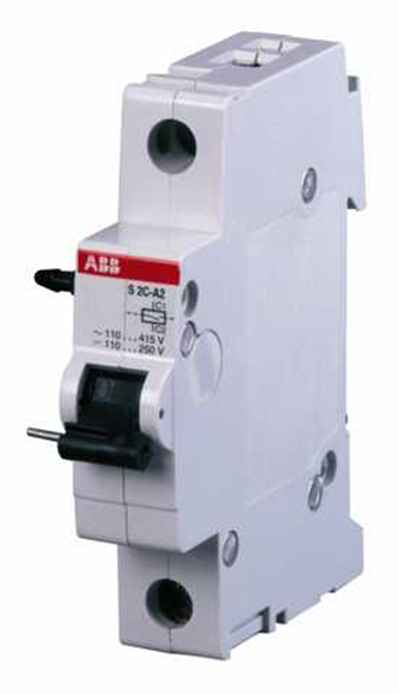 ABB
S 2C-A2
C1
C2
~ 110 ... 415 V
⎓ 110 ... 250 V